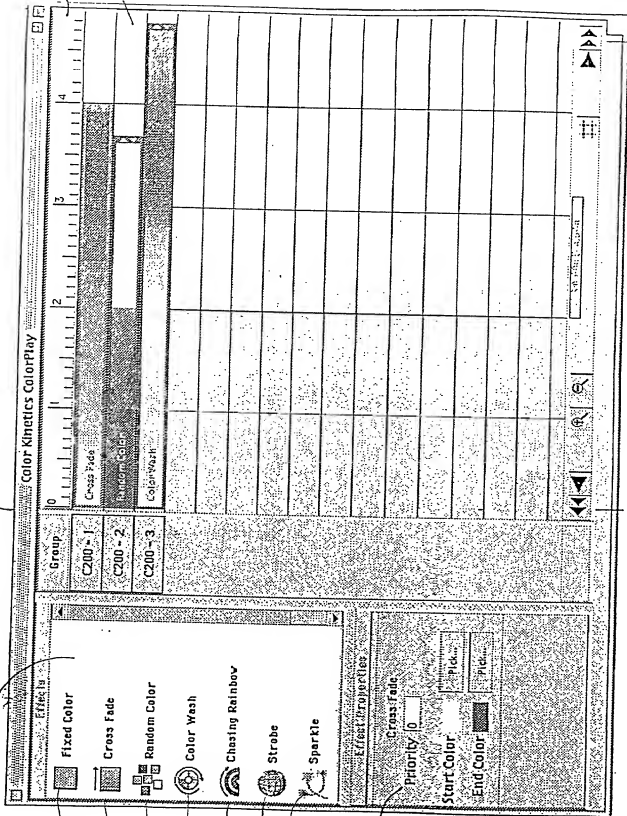 Color Kinetics ColorPlay
Effects
Fixed Color
Cross Fade
Random Color
Color Wash
Chasing Rainbow
Strobe
Sparkle
Effect Properties
Cross Fade
Priority 0
Start Color Pick...
End Color Pick...
Group
C200 - 1
C200 - 2
C200 - 3
0 2 3 4
Cross Fade
Random Color
Color Wash